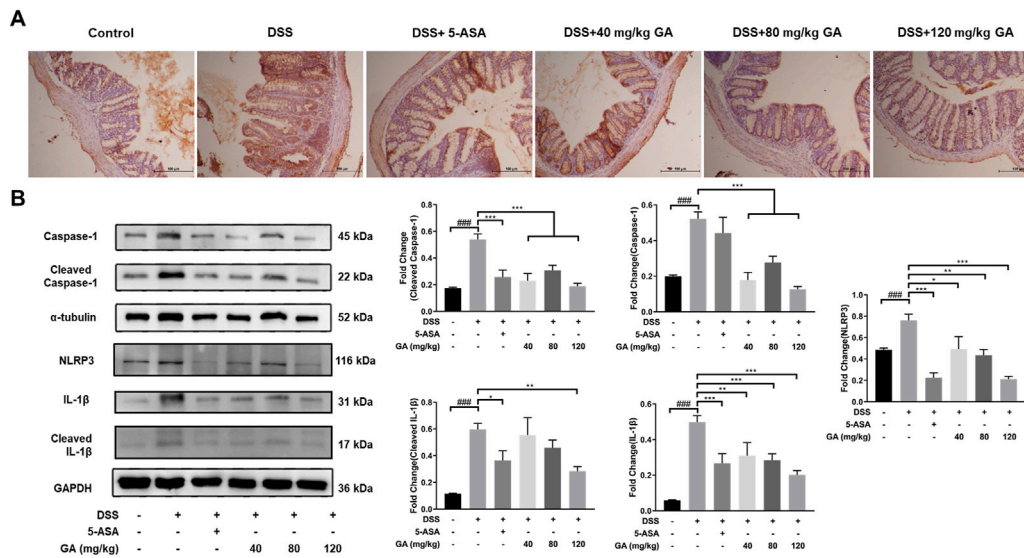 A
Control DSS DSS+ 5-ASA DSS+40 mg/kg GA DSS+80 mg/kg GA DSS+120 mg/kg GA
B
Caspase-1 45 kDa
Cleaved
Caspase-1 22 kDa
α-tubulin 52 kDa
NLRP3 116 kDa
IL-1β 31 kDa
Cleaved
IL-1β 17 kDa
GAPDH 36 kDa
DSS - + + + + +
5-ASA - - + - - -
GA (mg/kg) - - - 40 80 120
Fold Change
(Cleaved Caspase-1)
0.8
0.6
0.4
0.2
0.0
### *** ***
DSS - + + + + +
5-ASA - - + - - -
GA (mg/kg) - - - 40 80 120
Fold Change(Caspase-1)
0.6
0.4
0.2
0.0
### ***
DSS - + + + + +
5-ASA - - + - - -
GA (mg/kg) - - - 40 80 120
Fold Change(NLRP3)
1.0
0.8
0.6
0.4
0.2
0.0
### *** * ** ***
DSS - + + + + +
5-ASA - - + - - -
GA (mg/kg) - - - 40 80 120
Fold Change(Cleaved IL-1β)
0.8
0.6
0.4
0.2
0.0
### * **
DSS - + + + + +
5-ASA - - + - - -
GA (mg/kg) - - - 40 80 120
Fold Change(IL-1β)
0.6
0.4
0.2
0.0
### *** ** *** ***
DSS - + + + + +
5-ASA - - + - - -
GA (mg/kg) - - - 40 80 120